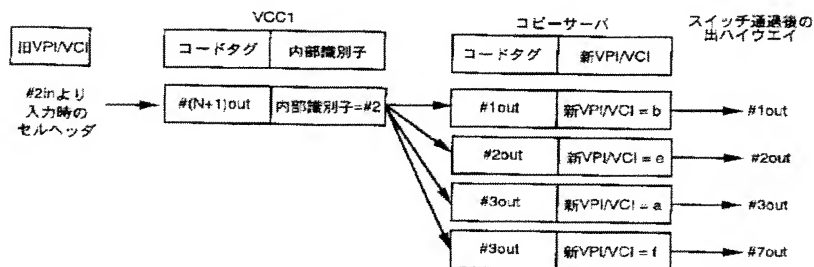 VCC1
コピーサーバ
スイッチ通過後の
出ハイウエイ
旧VPI/VCI
コードタグ 内部識別子
コードタグ 新VPI/VCI
#2inより
入力時の
セルヘッダ
#(N+1)out 内部識別子=#2
#1out 新VPI/VCI = b #1out
#2out 新VPI/VCI = e #2out
#3out 新VPI/VCI = a #3out
#3out 新VPI/VCI = f #7out